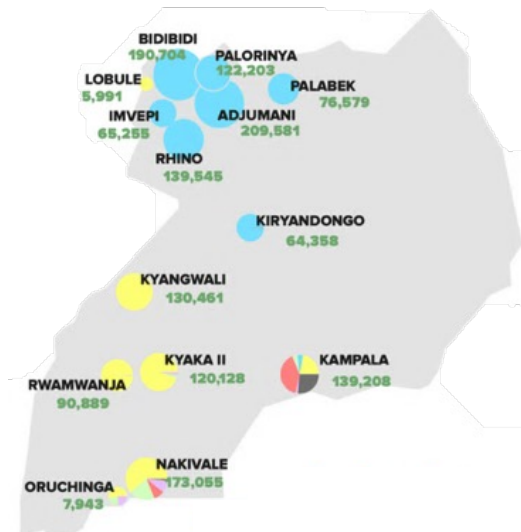 BIDIBIDI
190,704
PALORINYA
122,203
LOBULE
5,991
PALABEK
76,579
IMVEPI
65,255
ADJUMANI
209,581
RHINO
139,545
KIRYANDONGO
64,358
KYANGWALI
130,461
KYAKA II
120,128
KAMPALA
139,208
RWAMWANJA
90,889
NAKIVALE
173,055
ORUCHINGA
7,943